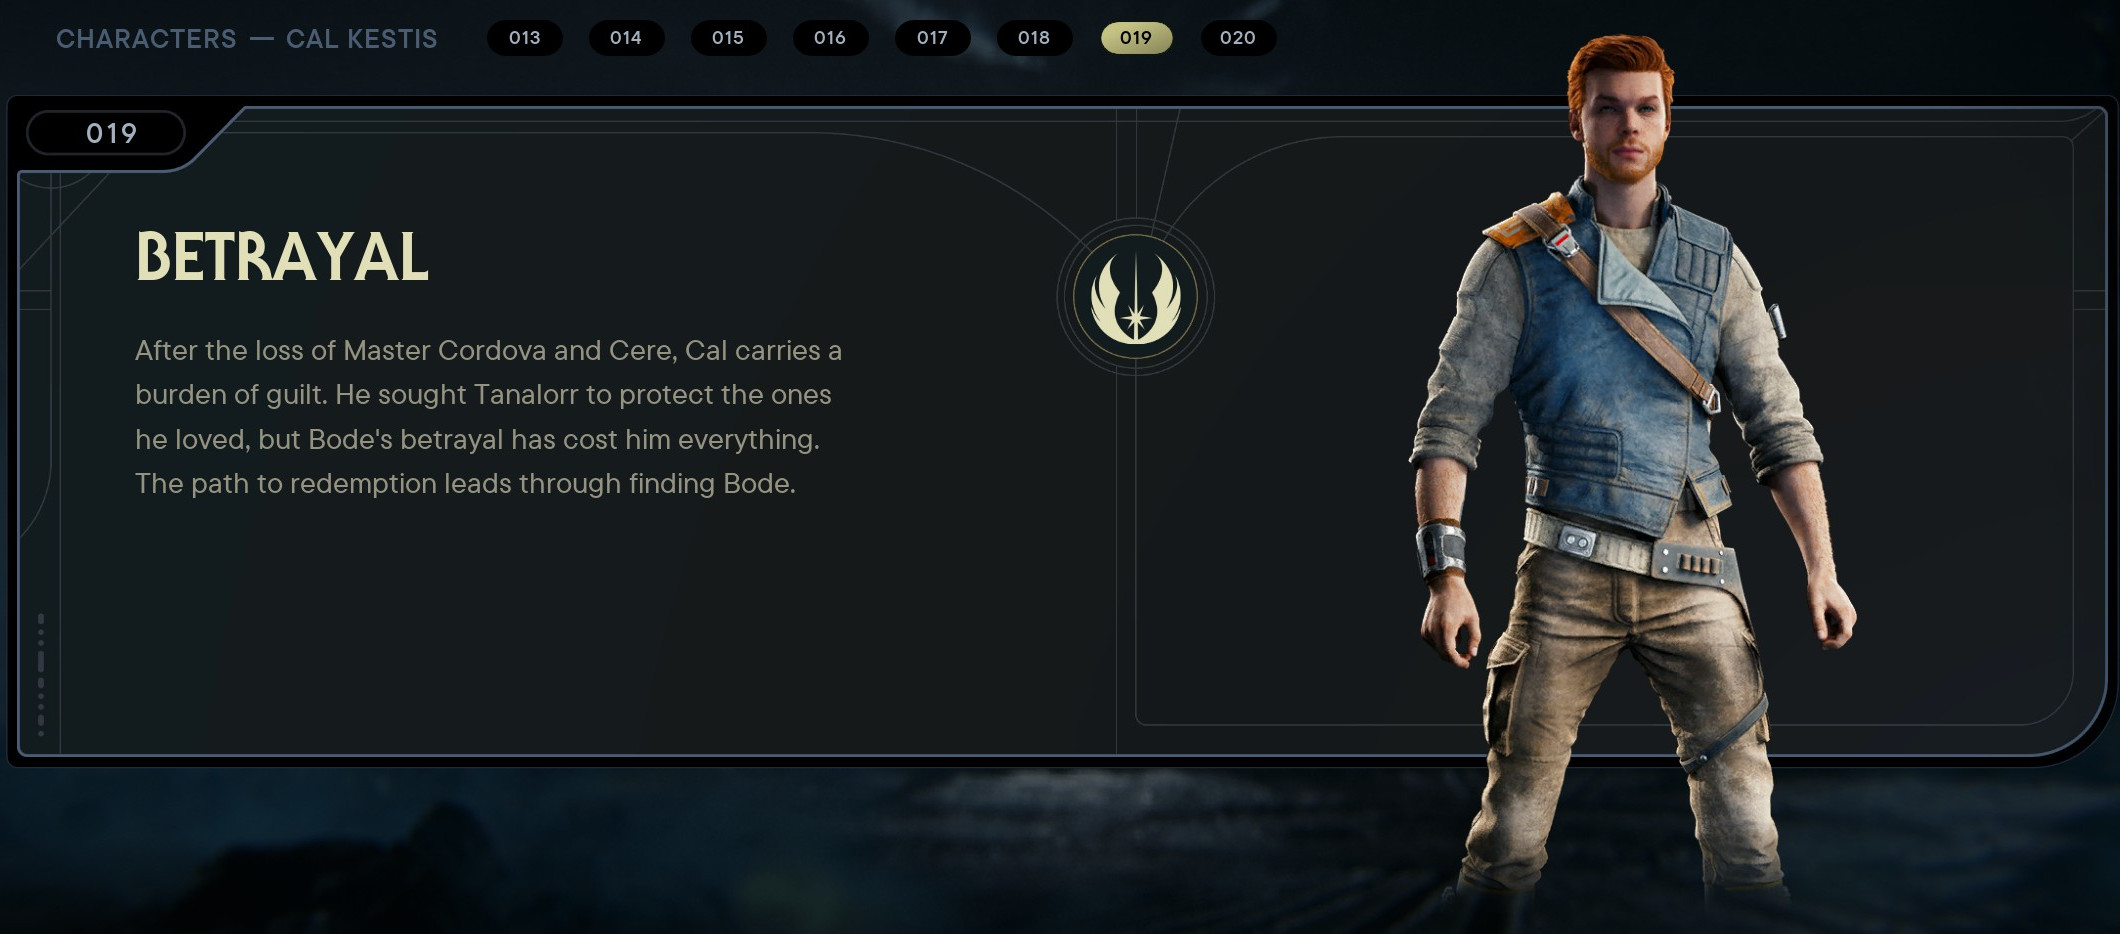 CHARACTERS — CAL KESTIS 013 014 015 016 017 018 019 020
019
BETRAYAL
After the loss of Master Cordova and Cere, Cal carries a
burden of guilt. He sought Tanalorr to protect the ones
he loved, but Bode's betrayal has cost him everything.
The path to redemption leads through finding Bode.